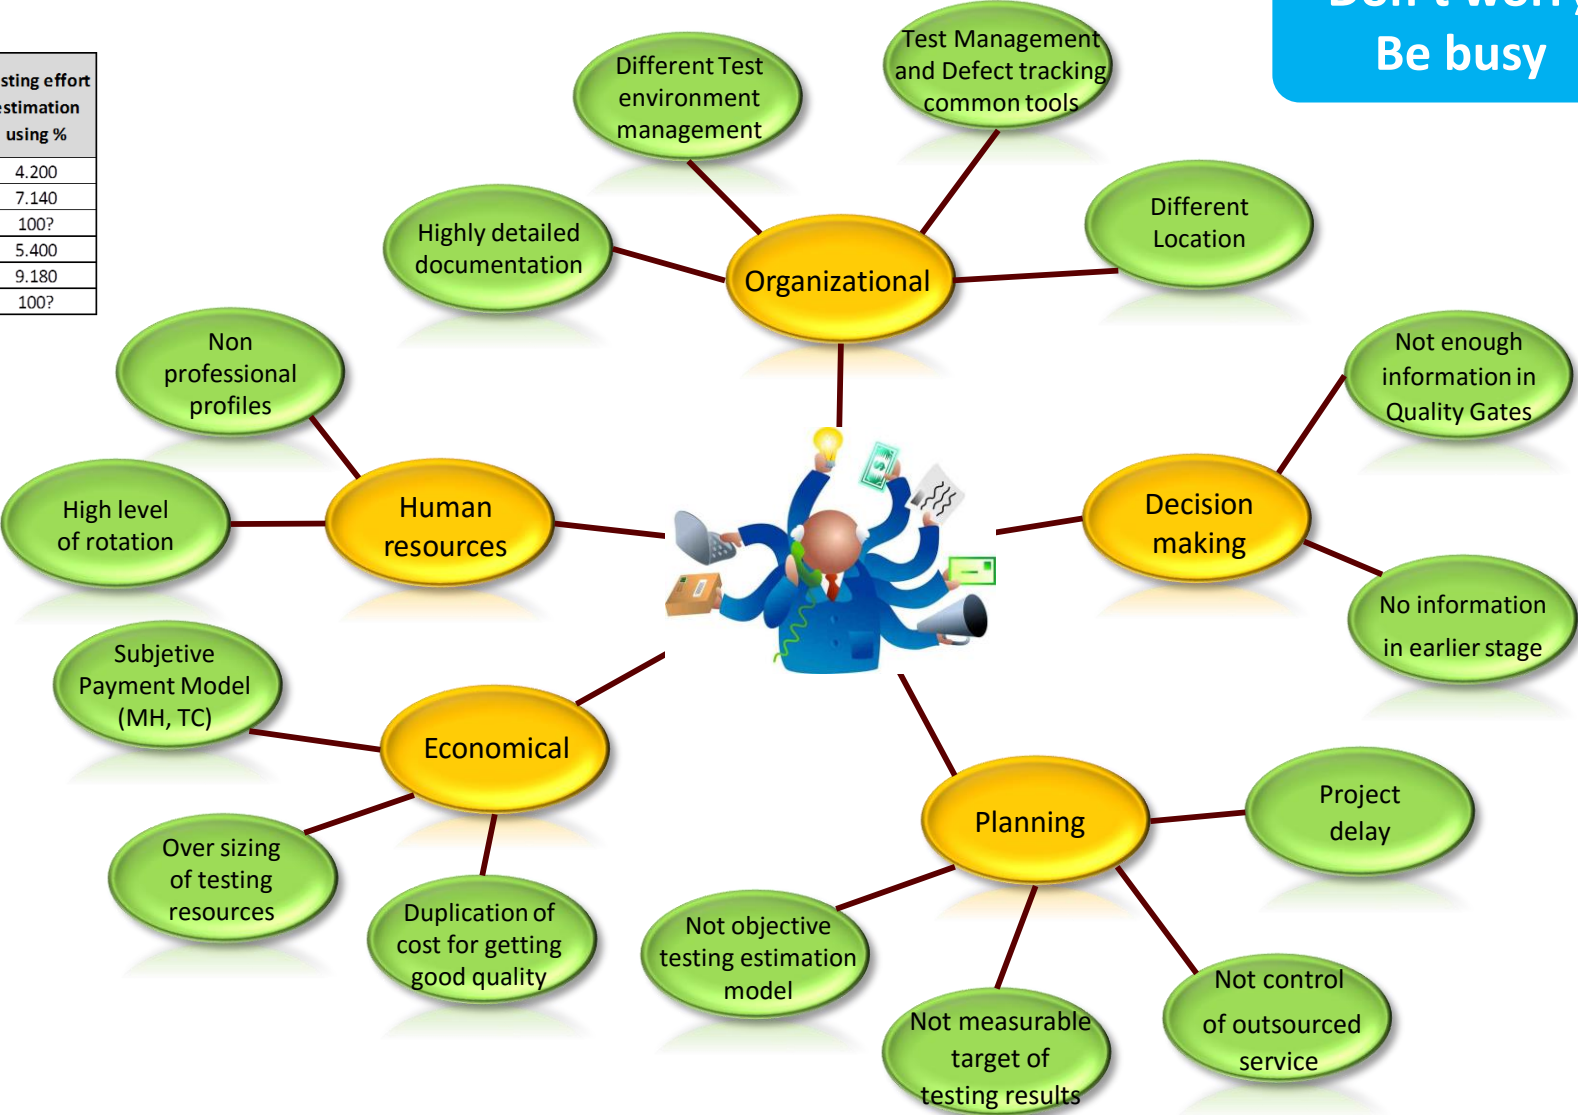 Be busy
sting effort
stimation
using %
4.200
7.140
100?
5.400
9.180
100?
Different Test
environment
management
Test Management
and Defect tracking
common tools
Highly detailed
documentation
Different
Location
Organizational
Non
professional
profiles
High level
of rotation
Human
resources
Not enough
information in
Quality Gates
Decision
making
No information
in earlier stage
Subjetive
Payment Model
(MH, TC)
Economical
Over sizing
of testing
resources
Duplication of
cost for getting
good quality
Planning
Project
delay
Not objective
testing estimation
model
Not measurable
target of
testing results
Not control
of outsourced
service